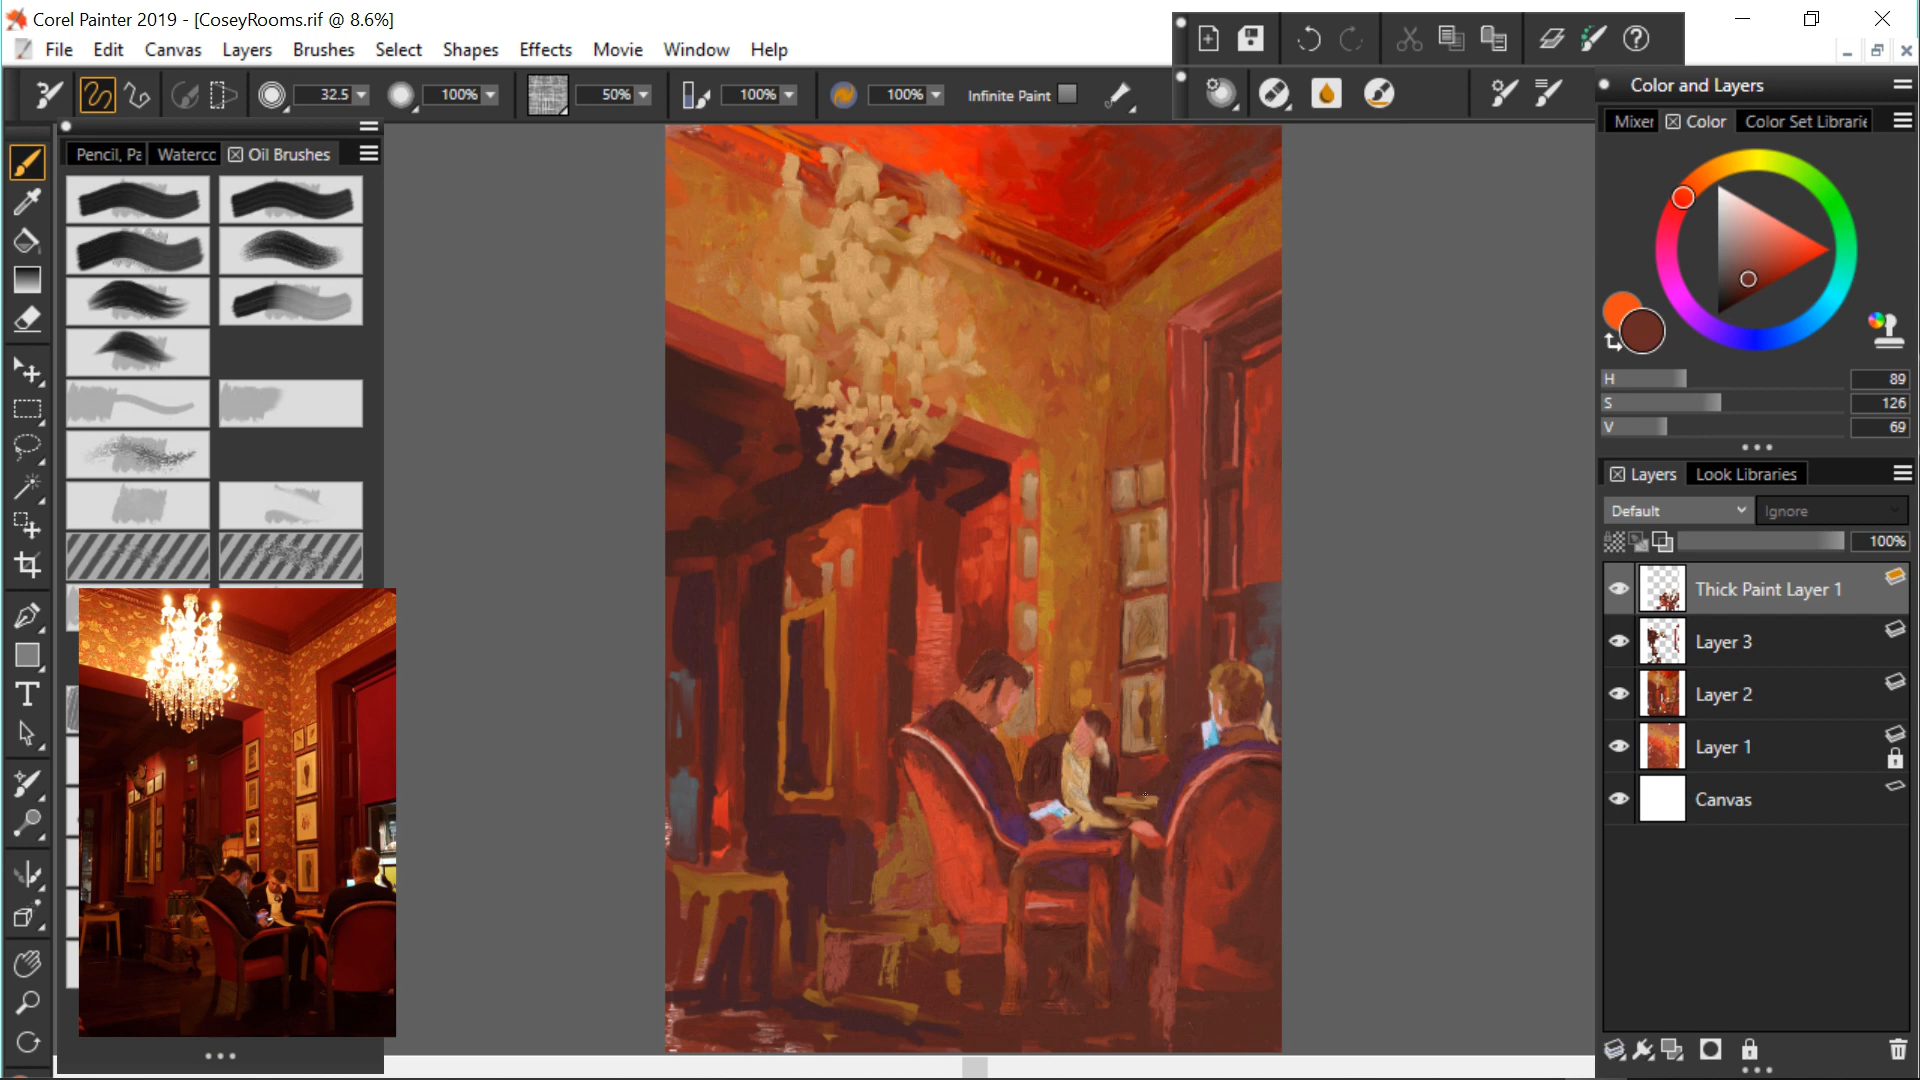 Corel Painter 2019 - [CoseyRooms.rif @ 8.6%]
File Edit Canvas Layers Brushes Select Shapes Effects Movie Window Help
32.5 100% 50% 100% 100% Infinite Paint
Color and Layers
Mixer Color Color Set Librarie
Pencil, Pa Watercc Oil Brushes
H 89
S 126
V 69
Layers Look Libraries
Default Ignore
100%
Thick Paint Layer 1
Layer 3
Layer 2
Layer 1
Canvas
T